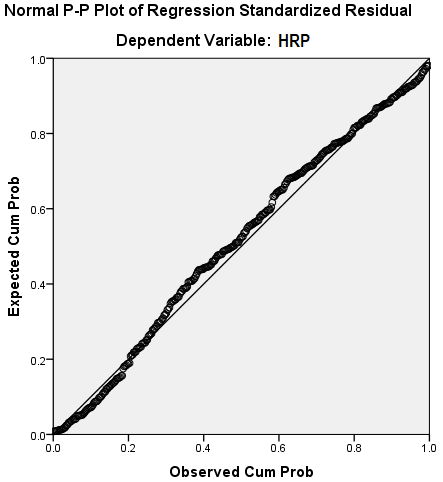 Normal P-P Plot of Regression Standardized Residual
Dependent Variable: HRP
1.0
0.8
0.6
0.4
0.2
0.0
0.0 0.2 0.4 0.6 0.8 1.0
Expected Cum Prob
Observed Cum Prob